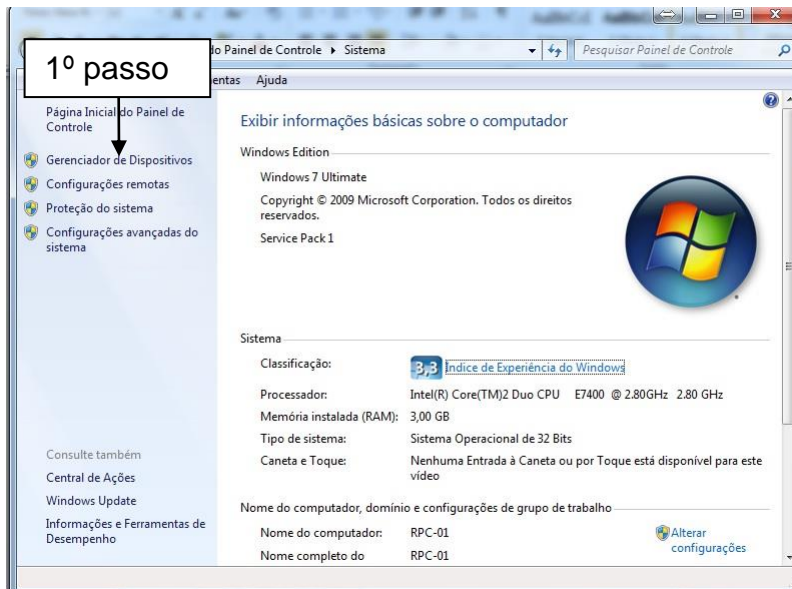 1º passo
do Painel de Controle ▸ Sistema
Pesquisar Painel de Controle
entas Ajuda
Página Inicial do Painel de
Controle
Gerenciador de Dispositivos
Configurações remotas
Proteção do sistema
Configurações avançadas do
sistema
Consulte também
Central de Ações
Windows Update
Informações e Ferramentas de
Desempenho
Exibir informações básicas sobre o computador
Windows Edition
Windows 7 Ultimate
Copyright © 2009 Microsoft Corporation. Todos os direitos
reservados.
Service Pack 1
Sistema
Classificação: 3,3 Índice de Experiência do Windows
Processador: Intel(R) Core(TM)2 Duo CPU E7400 @ 2.80GHz 2.80 GHz
Memória instalada (RAM): 3,00 GB
Tipo de sistema: Sistema Operacional de 32 Bits
Caneta e Toque: Nenhuma Entrada à Caneta ou por Toque está disponível para este
vídeo
Nome do computador, domínio e configurações de grupo de trabalho
Nome do computador: RPC-01 Alterar
configurações
Nome completo do RPC-01